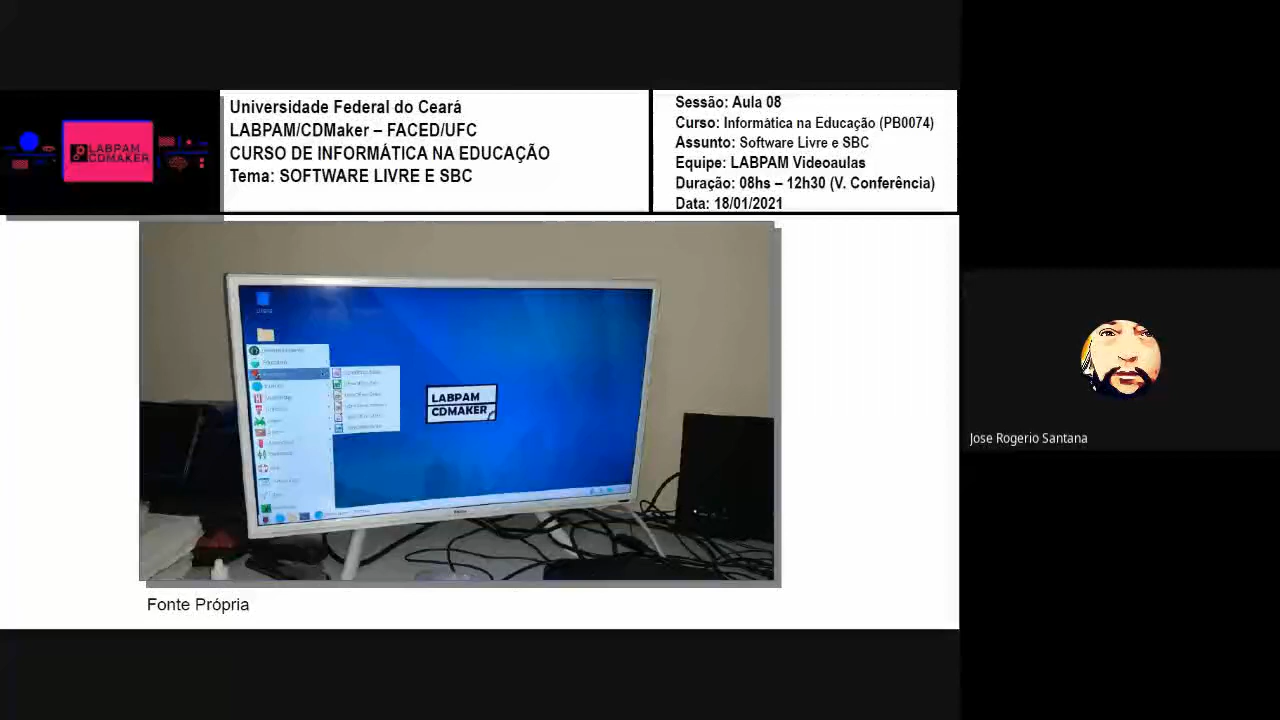 LABPAM
CDMAKER
Universidade Federal do Ceará
LABPAM/CDMaker – FACED/UFC
CURSO DE INFORMÁTICA NA EDUCAÇÃO
Tema: SOFTWARE LIVRE E SBC
Sessão: Aula 08
Curso: Informática na Educação (PB0074)
Assunto: Software Livre e SBC
Equipe: LABPAM Videoaulas
Duração: 08hs – 12h30 (V. Conferência)
Data: 18/01/2021
LABPAM
CDMAKER
Fonte Própria
Jose Rogerio Santana